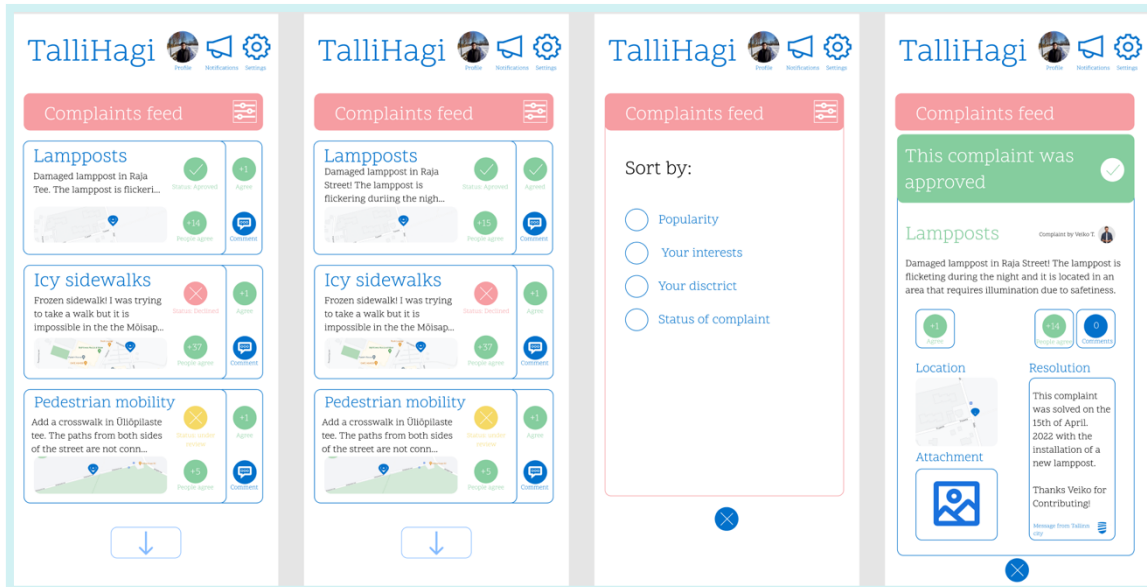 TalliHagi
Profile
Notifications
Settings
Complaints feed
Lampposts
Damaged lamppost in Raja
Tee. The lamppost is flickeri...
Status: Aproved
+1
Agree
+14
People agree
Comment
Icy sidewalks
Frozen sidewalk! I was trying
to take a walk but it is
impossible in the the Mõisap...
Status: Declined
+1
Agree
+37
People agree
Comment
Pedestrian mobility
Add a crosswalk in Üliõpilaste
tee. The paths from both sides
of the street are not conn...
Status: under
review
+1
Agree
+5
People agree
Comment
TalliHagi
Profile
Notifications
Settings
Complaints feed
Lampposts
Damaged lamppost in Raja
Street! The lamppost is
flickering duriing the nigh...
Status: Aproved
Agreed
+15
People agree
Comment
Icy sidewalks
Frozen sidewalk! I was trying
to take a walk but it is
impossible in the the Mõisap...
Status: Declined
+1
Agree
+37
People agree
Comment
Pedestrian mobility
Add a crosswalk in Üliõpilaste
tee. The paths from both sides
of the street are not conn...
Status: under
review
+1
Agree
+5
People agree
Comment
TalliHagi
Profile
Notifications
Settings
Complaints feed
Sort by:
Popularity
Your interests
Your disctrict
Status of complaint
TalliHagi
Profile
Notifications
Settings
Complaints feed
This complaint was
approved
Lampposts
Complaint by Veiko T.
Damaged lamppost in Raja Street! The lamppost is
flicketing during the night and it is located in an
area that requires illumination due to safetiness.
+1
Agree
+14
People agree
0
Comments
Location
Resolution
This complaint
was solved on the
15th of April.
2022 with the
installation of a
new lamppost.
Thanks Veiko for
Contributing!
Message from Tallinn
city
Attachment